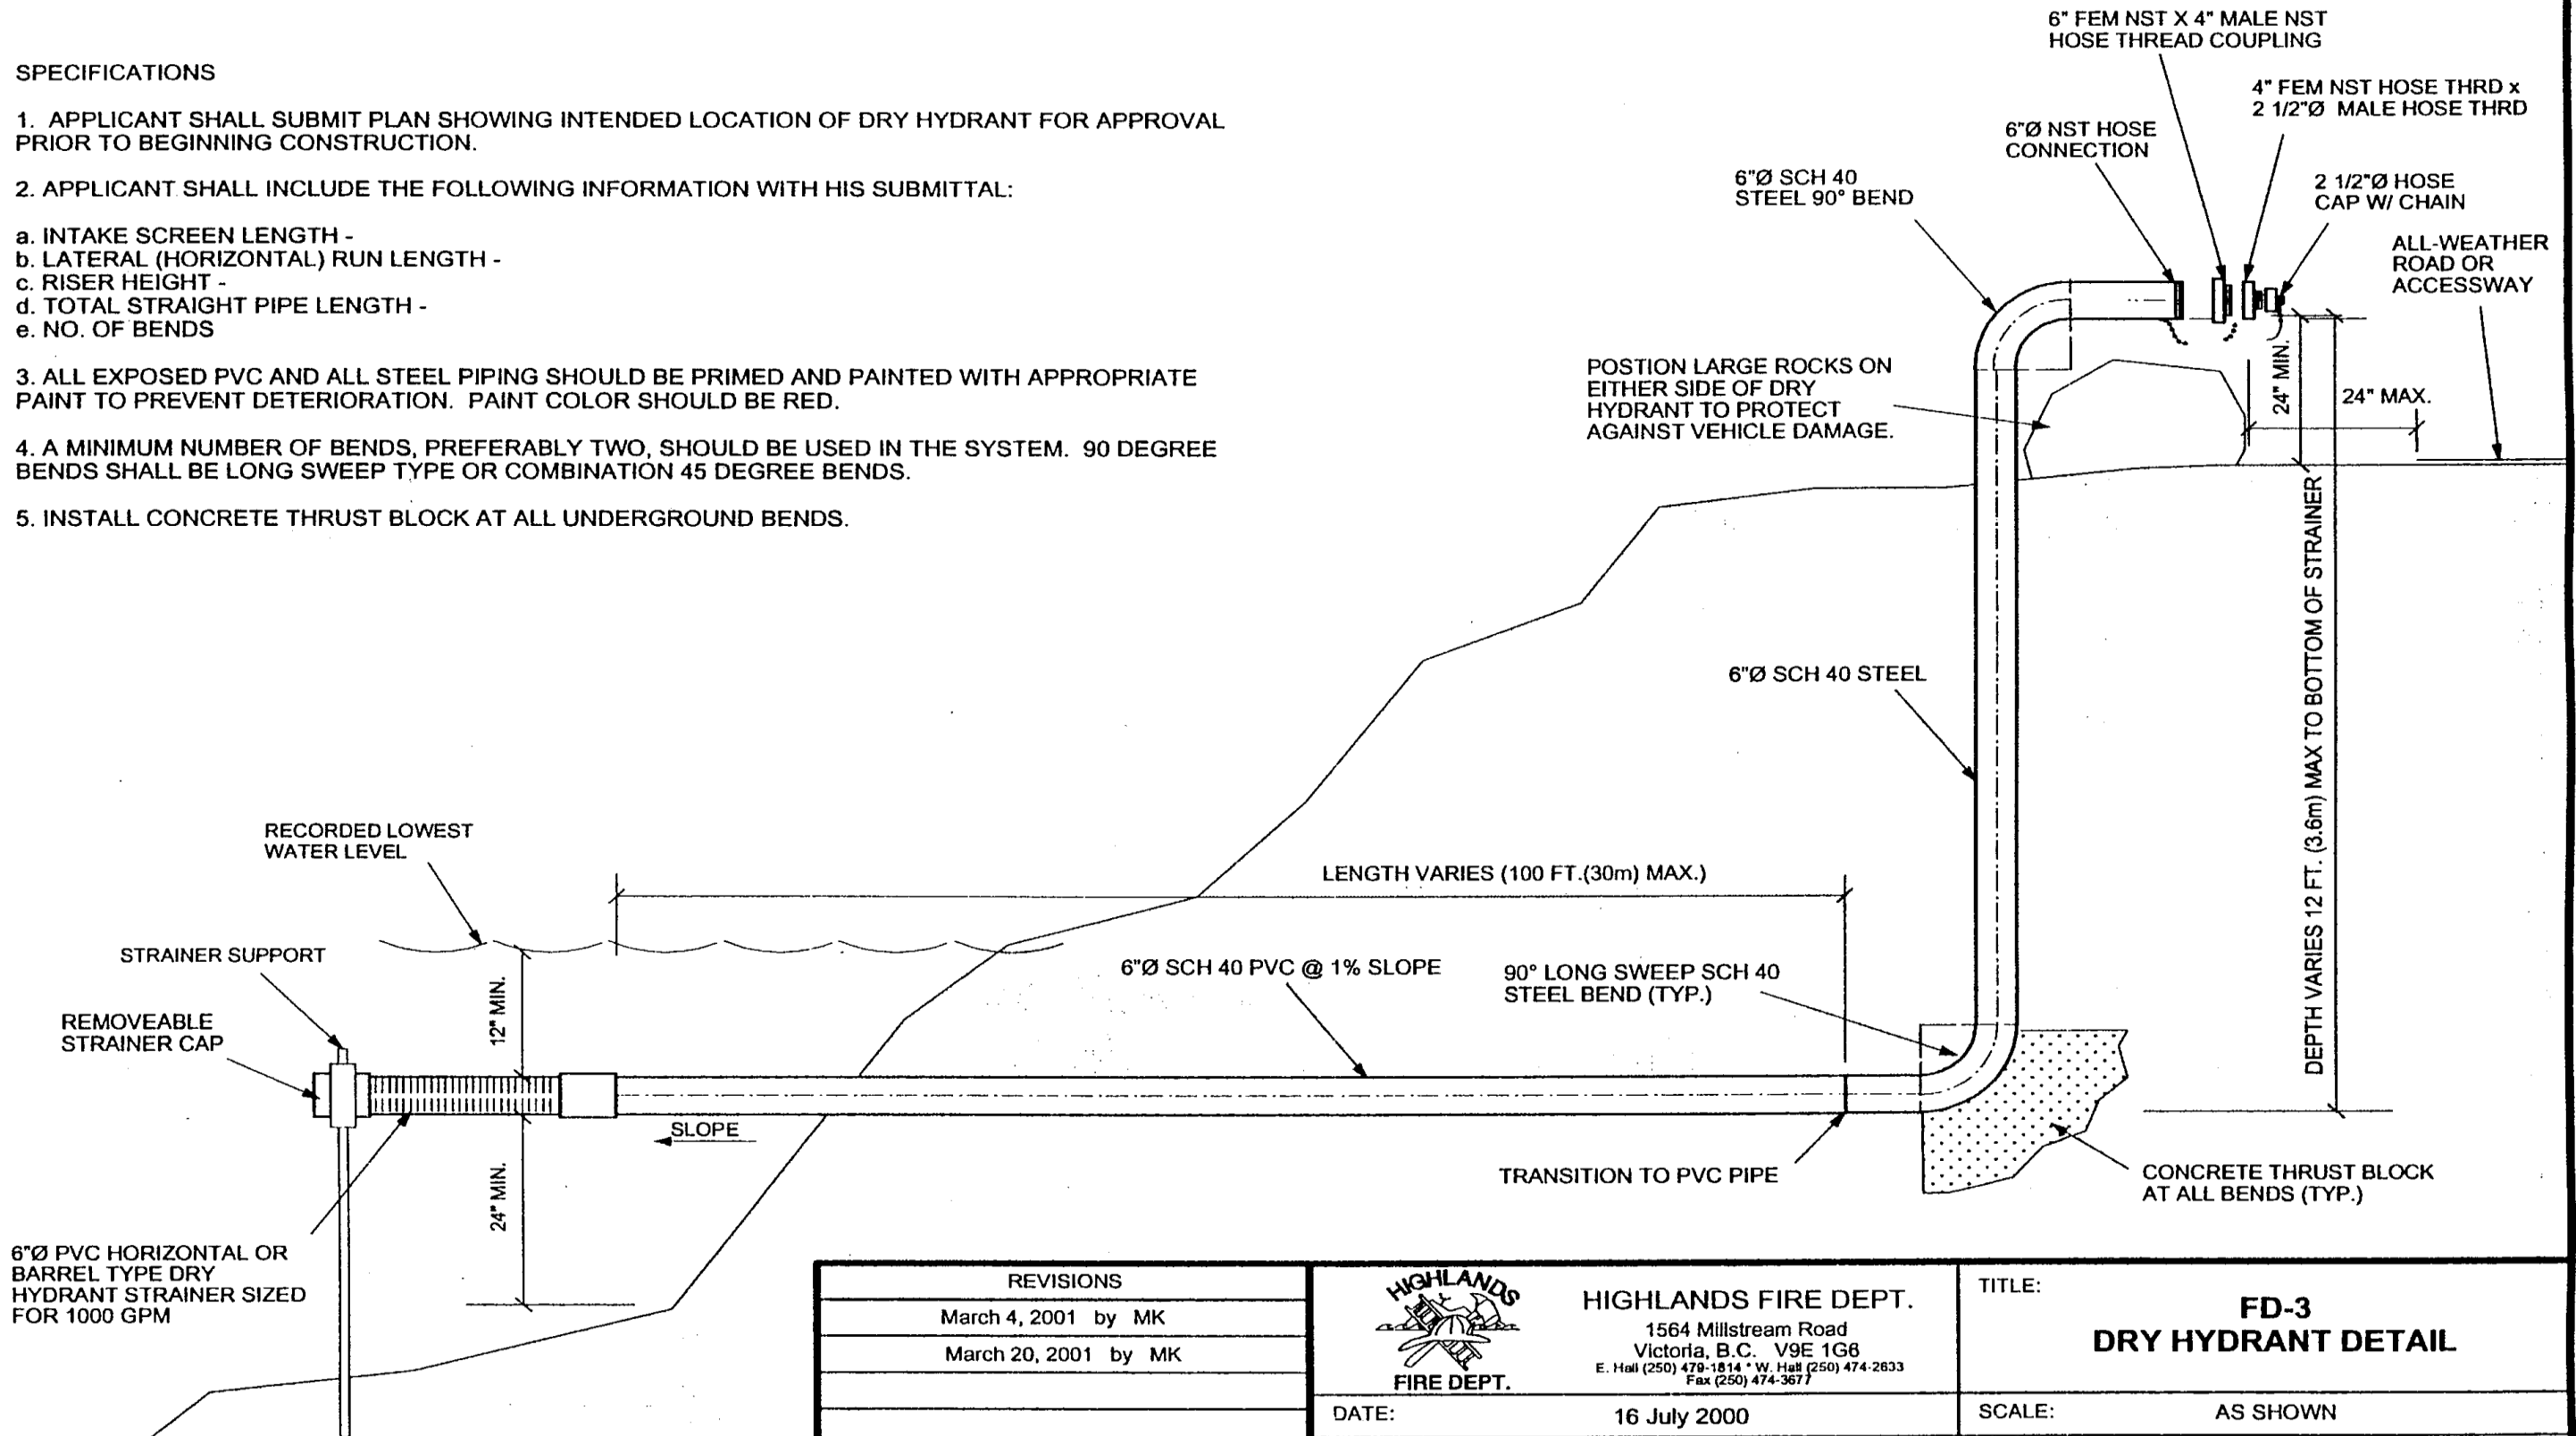 SPECIFICATIONS
1. APPLICANT SHALL SUBMIT PLAN SHOWING INTENDED LOCATION OF DRY HYDRANT FOR APPROVAL
PRIOR TO BEGINNING CONSTRUCTION.
2. APPLICANT SHALL INCLUDE THE FOLLOWING INFORMATION WITH HIS SUBMITTAL:
a. INTAKE SCREEN LENGTH -
b. LATERAL (HORIZONTAL) RUN LENGTH -
c. RISER HEIGHT -
d. TOTAL STRAIGHT PIPE LENGTH -
e. NO. OF BENDS
3. ALL EXPOSED PVC AND ALL STEEL PIPING SHOULD BE PRIMED AND PAINTED WITH APPROPRIATE
PAINT TO PREVENT DETERIORATION. PAINT COLOR SHOULD BE RED.
4. A MINIMUM NUMBER OF BENDS, PREFERABLY TWO, SHOULD BE USED IN THE SYSTEM. 90 DEGREE
BENDS SHALL BE LONG SWEEP TYPE OR COMBINATION 45 DEGREE BENDS.
5. INSTALL CONCRETE THRUST BLOCK AT ALL UNDERGROUND BENDS.
6" FEM NST X 4" MALE NST
HOSE THREAD COUPLING
4" FEM NST HOSE THRD x
2 1/2"Ø MALE HOSE THRD
6"Ø NST HOSE
CONNECTION
6"Ø SCH 40
STEEL 90° BEND
2 1/2"Ø HOSE
CAP W/ CHAIN
ALL-WEATHER
ROAD OR
ACCESSWAY
POSTION LARGE ROCKS ON
EITHER SIDE OF DRY
HYDRANT TO PROTECT
AGAINST VEHICLE DAMAGE.
24" MIN.
24" MAX.
DEPTH VARIES 12 FT. (3.6m) MAX TO BOTTOM OF STRAINER
6"Ø SCH 40 STEEL
RECORDED LOWEST
WATER LEVEL
LENGTH VARIES (100 FT.(30m) MAX.)
STRAINER SUPPORT
12" MIN.
6"Ø SCH 40 PVC @ 1% SLOPE
90° LONG SWEEP SCH 40
STEEL BEND (TYP.)
REMOVEABLE
STRAINER CAP
SLOPE
24" MIN.
TRANSITION TO PVC PIPE
CONCRETE THRUST BLOCK
AT ALL BENDS (TYP.)
6"Ø PVC HORIZONTAL OR
BARREL TYPE DRY
HYDRANT STRAINER SIZED
FOR 1000 GPM
REVISIONS
March 4, 2001 by MK
March 20, 2001 by MK
HIGHLANDS
FIRE DEPT.
HIGHLANDS FIRE DEPT.
1564 Millstream Road
Victoria, B.C. V9E 1G6
E. Hall (250) 479-1814 * W. Hall (250) 474-2633
Fax (250) 474-3677
TITLE:
FD-3
DRY HYDRANT DETAIL
DATE: 16 July 2000
SCALE: AS SHOWN